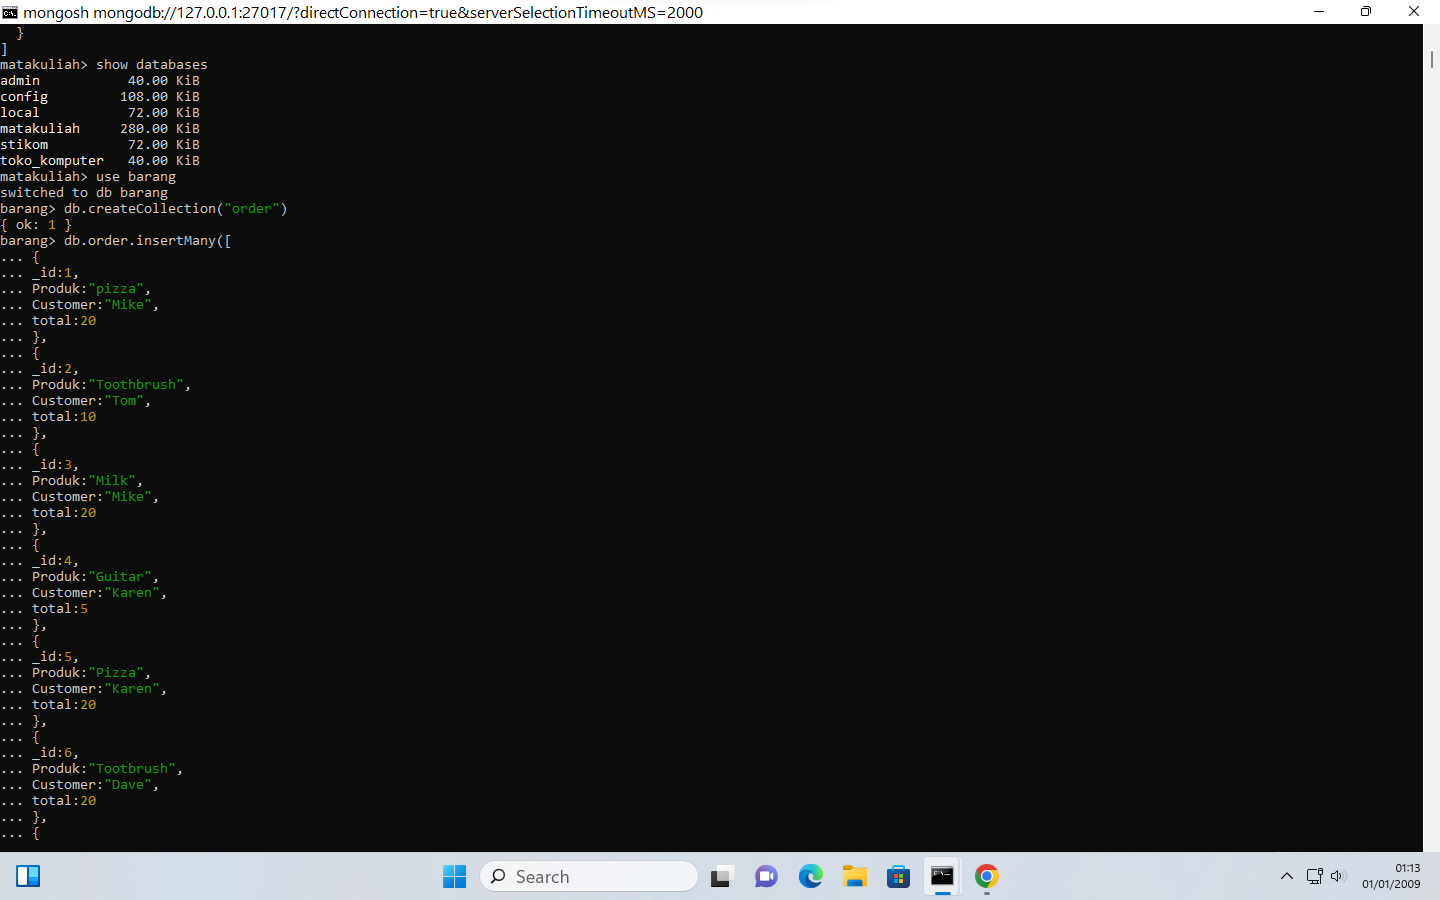 mongosh mongodb://127.0.0.1:27017/?directConnection=true&serverSelectionTimeoutMS=2000
  }
]
matakuliah> show databases
admin           40.00 KiB
config         108.00 KiB
local           72.00 KiB
matakuliah     280.00 KiB
stikom          72.00 KiB
toko_komputer   40.00 KiB
matakuliah> use barang
switched to db barang
barang> db.createCollection("order")
{ ok: 1 }
barang> db.order.insertMany([
... {
... _id:1,
... Produk:"pizza",
... Customer:"Mike",
... total:20
... },
... {
... _id:2,
... Produk:"Toothbrush",
... Customer:"Tom",
... total:10
... },
... {
... _id:3,
... Produk:"Milk",
... Customer:"Mike",
... total:20
... },
... {
... _id:4,
... Produk:"Guitar",
... Customer:"Karen",
... total:5
... },
... {
... _id:5,
... Produk:"Pizza",
... Customer:"Karen",
... total:20
... },
... {
... _id:6,
... Produk:"Tootbrush",
... Customer:"Dave",
... total:20
... },
... {
Search
01:13
01/01/2009